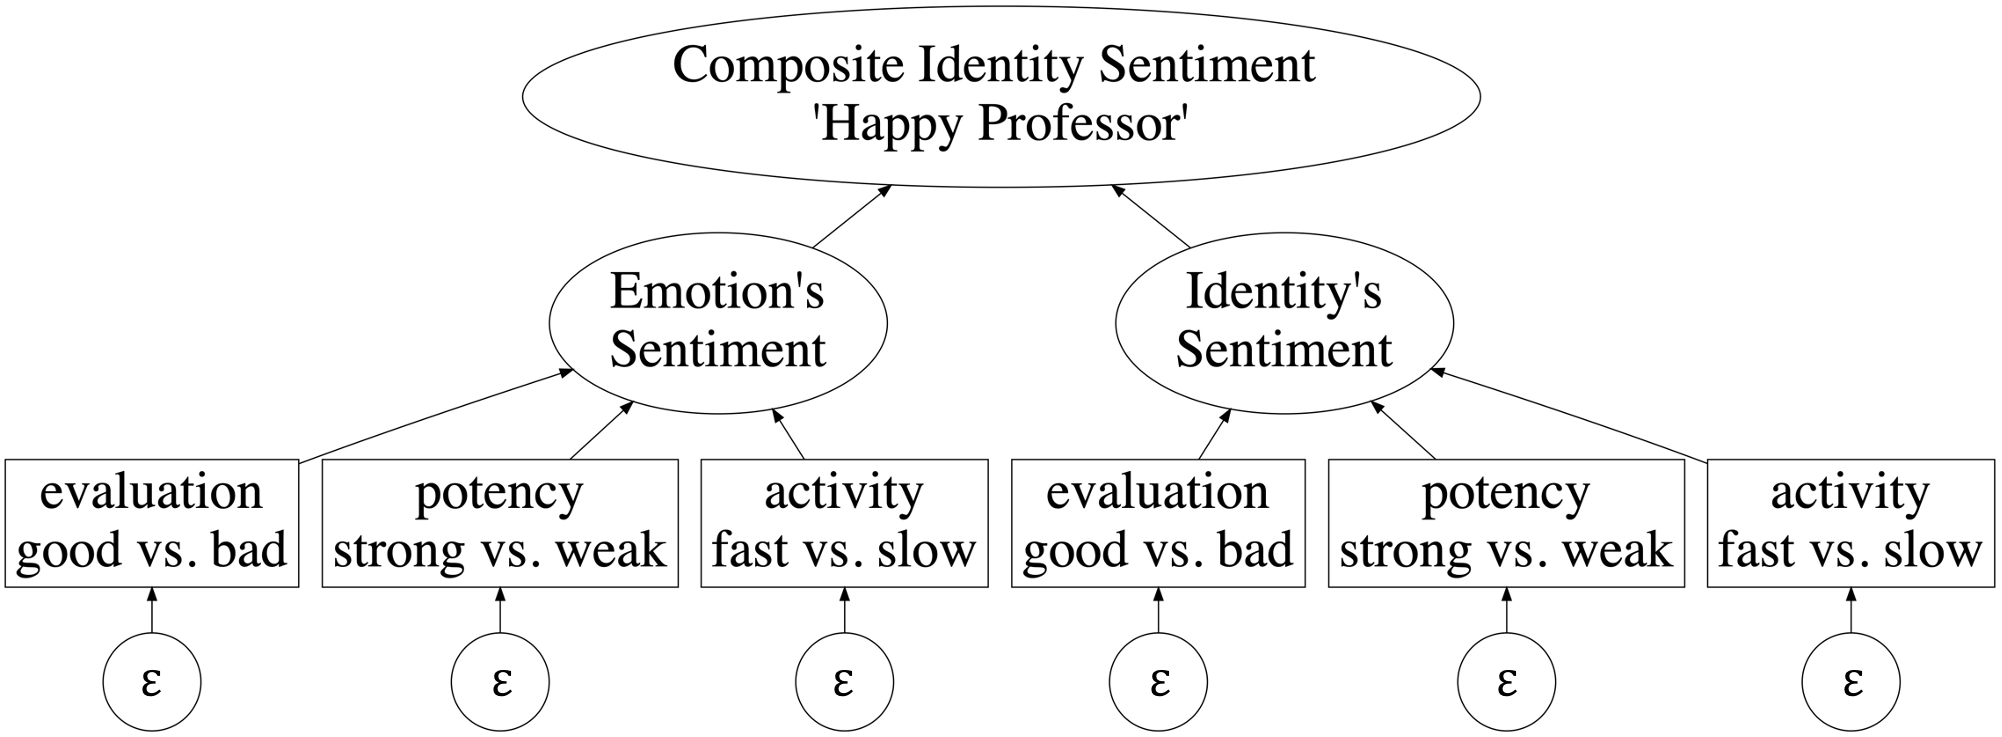 Composite Identity Sentiment
'Happy Professor'
Emotion's
Sentiment
Identity's
Sentiment
evaluation
good vs. bad
potency
strong vs. weak
activity
fast vs. slow
evaluation
good vs. bad
potency
strong vs. weak
activity
fast vs. slow
ε
ε
ε
ε
ε
ε